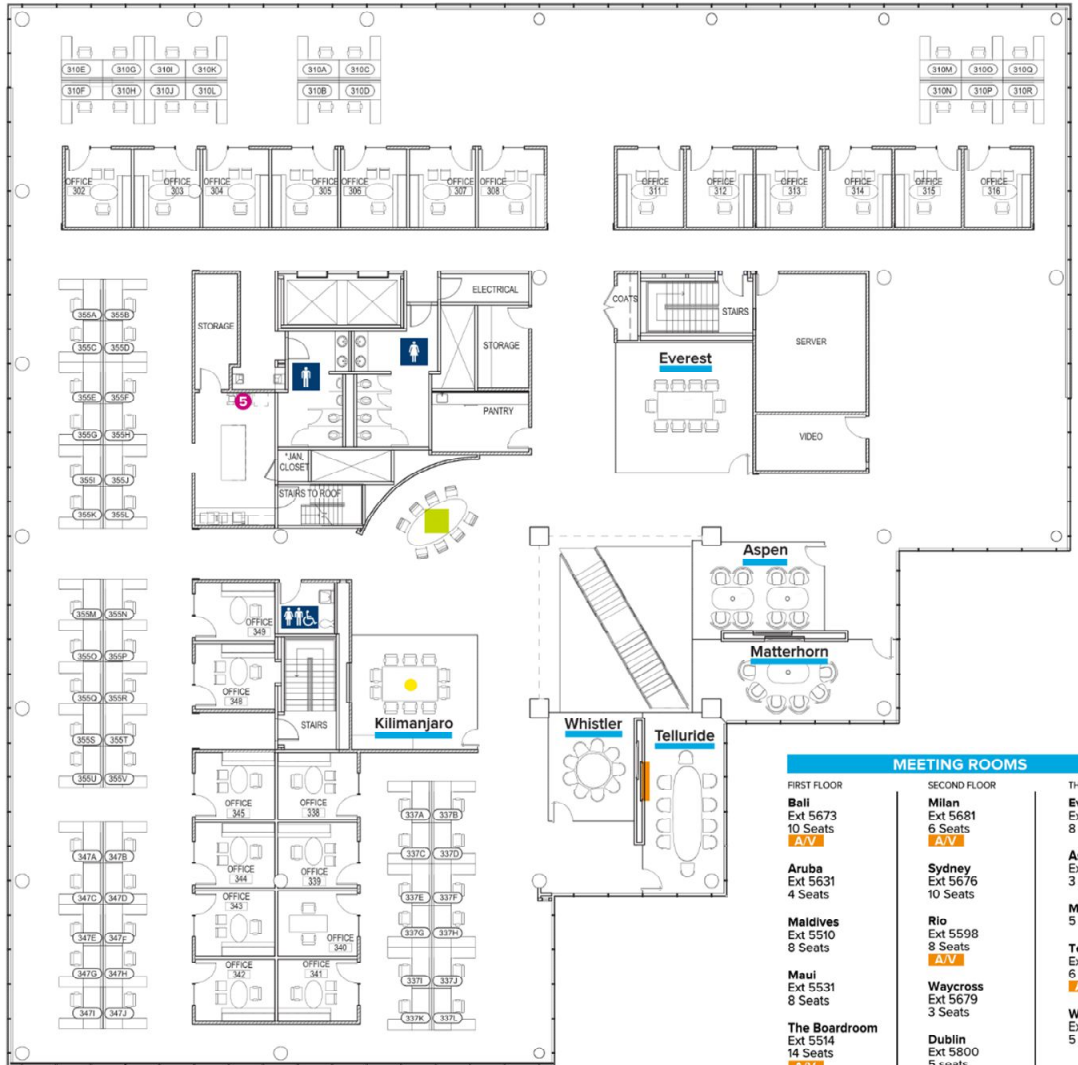 310E 310G 310I 310K
310A 310C
310M 310O 310Q
310F 310H 310J 310L
310B 310D
310N 310P 310R
OFFICE
302
OFFICE
303
OFFICE
304
OFFICE
305
OFFICE
306
OFFICE
307
OFFICE
308
OFFICE
311
OFFICE
312
OFFICE
313
OFFICE
314
OFFICE
315
OFFICE
316
355A 355B
355C 355D
355E 355F
355G 355H
355I 355J
355K 355L
STORAGE
5
ELECTRICAL
STORAGE
PANTRY
*JAN.
CLOSET
STAIRS TO ROOF
COATS
STAIRS
SERVER
Everest
VIDEO
Aspen
Matterhorn
355M 355N
355O 355P
355Q 355R
355S 355T
355U 355V
OFFICE
349
OFFICE
348
STAIRS
Kilimanjaro
Whistler
Telluride
OFFICE
345
OFFICE
338
OFFICE
344
OFFICE
339
OFFICE
343
OFFICE
340
OFFICE
342
OFFICE
341
347A 347B
347C 347D
347E 347F
347G 347H
347I 347J
337A 337B
337C 337D
337E 337F
337G 337H
337I 337J
337K 337L
MEETING ROOMS
FIRST FLOOR
Bali
Ext 5673
10 Seats
A/V
Aruba
Ext 5631
4 Seats
Maldives
Ext 5510
8 Seats
Maui
Ext 5531
8 Seats
The Boardroom
Ext 5514
14 Seats
SECOND FLOOR
Milan
Ext 5681
6 Seats
A/V
Sydney
Ext 5676
10 Seats
Rio
Ext 5598
8 Seats
A/V
Waycross
Ext 5679
3 Seats
Dublin
Ext 5800
5 seats